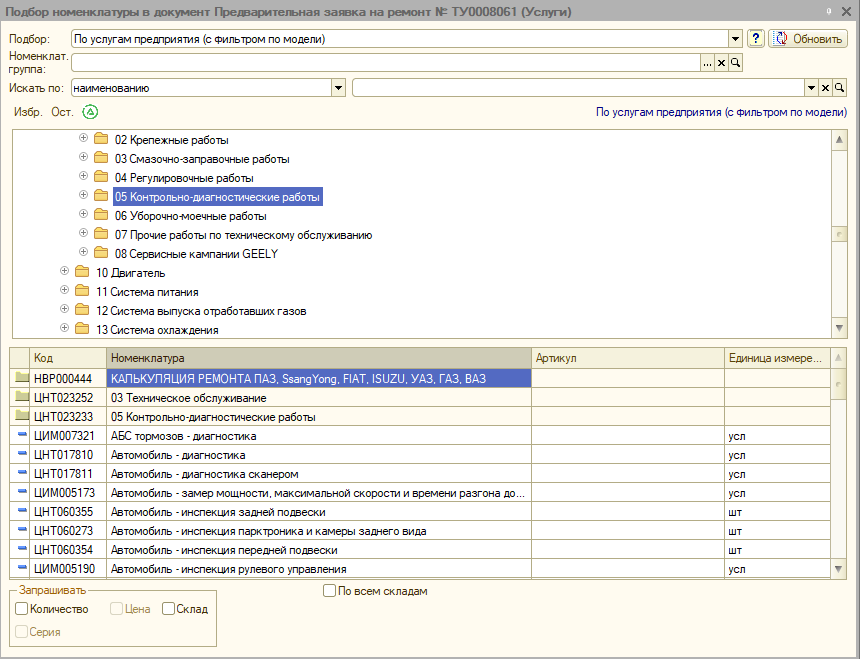 Подбор номенклатуры в документ Предварительная заявка на ремонт № ТУ0008061 (Услуги)
Подбор: По услугам предприятия (с фильтром по модели) ? Обновить
Номенклат. группа: ...
Искать по: наименованию
Избр. Ост. По услугам предприятия (с фильтром по модели)
02 Крепежные работы
03 Смазочно-заправочные работы
04 Регулировочные работы
05 Контрольно-диагностические работы
06 Уборочно-моечные работы
07 Прочие работы по техническому обслуживанию
08 Сервисные кампании GEELY
10 Двигатель
11 Система питания
12 Система выпуска отработавших газов
13 Система охлаждения
Код Номенклатура Артикул Единица измере...
НВР000444 КАЛЬКУЛЯЦИЯ РЕМОНТА ПАЗ, SsangYong, FIAT, ISUZU, УАЗ, ГАЗ, ВАЗ
ЦНТ023252 03 Техническое обслуживание
ЦНТ023233 05 Контрольно-диагностические работы
ЦИМ007321 АБС тормозов - диагностика усл
ЦНТ017810 Автомобиль - диагностика усл
ЦНТ017811 Автомобиль - диагностика сканером усл
ЦИМ005173 Автомобиль - замер мощности, максимальной скорости и времени разгона до... усл
ЦНТ060355 Автомобиль - инспекция задней подвески шт
ЦНТ060273 Автомобиль - инспекция парктроника и камеры заднего вида шт
ЦНТ060354 Автомобиль - инспекция передней подвески шт
ЦИМ005190 Автомобиль - инспекция рулевого управления усл
Запрашивать По всем складам
Количество Цена Склад
Серия